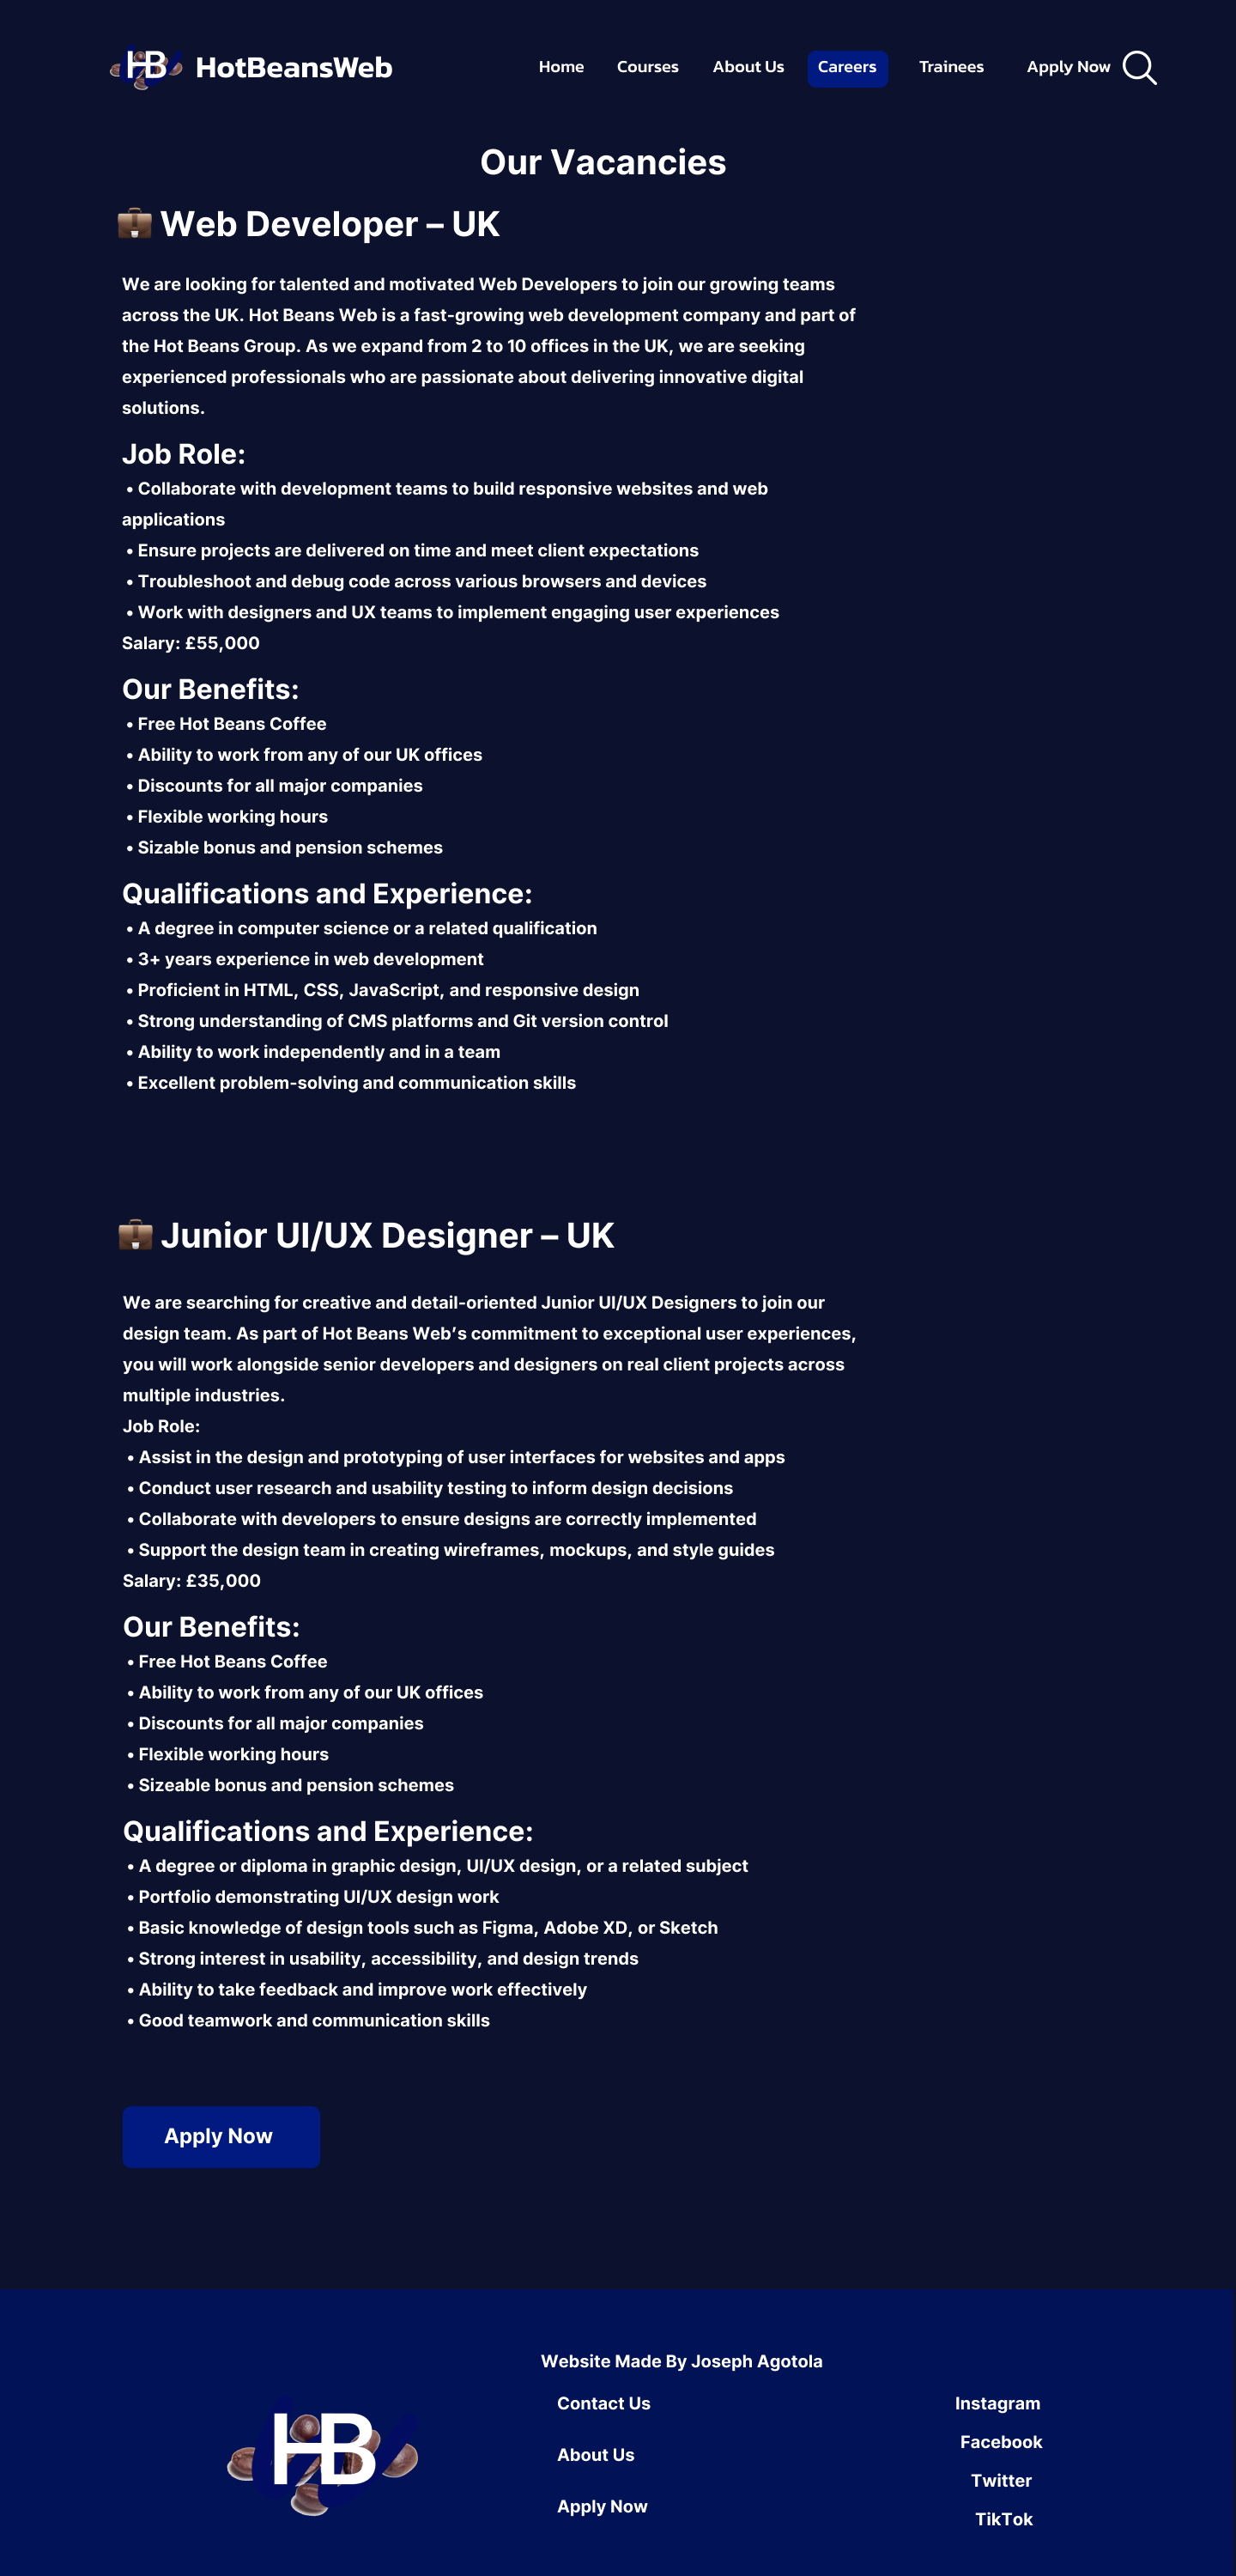 HB HotBeansWeb Home Courses About Us Careers Trainees Apply Now
Our Vacancies
💼 Web Developer – UK
We are looking for talented and motivated Web Developers to join our growing teams
across the UK. Hot Beans Web is a fast-growing web development company and part of
the Hot Beans Group. As we expand from 2 to 10 offices in the UK, we are seeking
experienced professionals who are passionate about delivering innovative digital
solutions.
Job Role:
• Collaborate with development teams to build responsive websites and web
applications
• Ensure projects are delivered on time and meet client expectations
• Troubleshoot and debug code across various browsers and devices
• Work with designers and UX teams to implement engaging user experiences
Salary: £55,000
Our Benefits:
• Free Hot Beans Coffee
• Ability to work from any of our UK offices
• Discounts for all major companies
• Flexible working hours
• Sizable bonus and pension schemes
Qualifications and Experience:
• A degree in computer science or a related qualification
• 3+ years experience in web development
• Proficient in HTML, CSS, JavaScript, and responsive design
• Strong understanding of CMS platforms and Git version control
• Ability to work independently and in a team
• Excellent problem-solving and communication skills
💼 Junior UI/UX Designer – UK
We are searching for creative and detail-oriented Junior UI/UX Designers to join our
design team. As part of Hot Beans Web’s commitment to exceptional user experiences,
you will work alongside senior developers and designers on real client projects across
multiple industries.
Job Role:
• Assist in the design and prototyping of user interfaces for websites and apps
• Conduct user research and usability testing to inform design decisions
• Collaborate with developers to ensure designs are correctly implemented
• Support the design team in creating wireframes, mockups, and style guides
Salary: £35,000
Our Benefits:
• Free Hot Beans Coffee
• Ability to work from any of our UK offices
• Discounts for all major companies
• Flexible working hours
• Sizeable bonus and pension schemes
Qualifications and Experience:
• A degree or diploma in graphic design, UI/UX design, or a related subject
• Portfolio demonstrating UI/UX design work
• Basic knowledge of design tools such as Figma, Adobe XD, or Sketch
• Strong interest in usability, accessibility, and design trends
• Ability to take feedback and improve work effectively
• Good teamwork and communication skills
Apply Now
Website Made By Joseph Agotola
HB
Contact Us
About Us
Apply Now
Instagram
Facebook
Twitter
TikTok